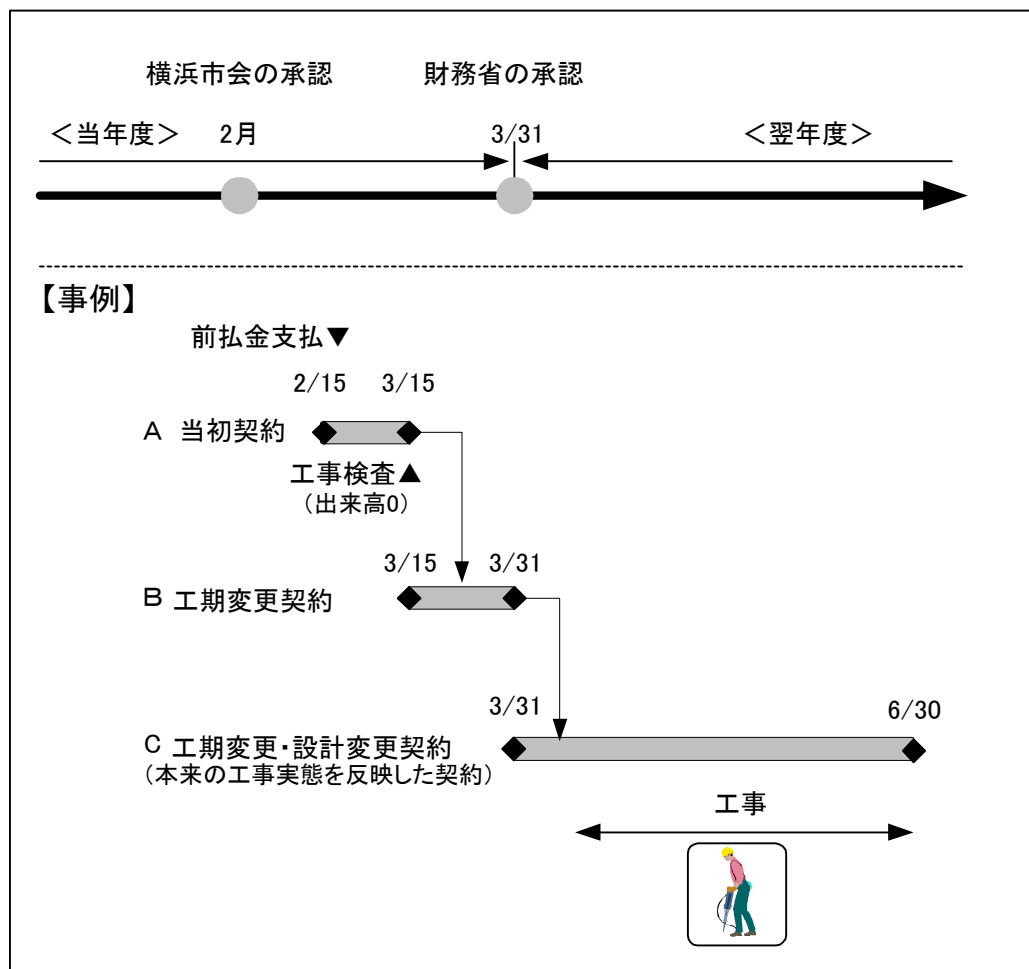 横浜市会の承認 財務省の承認
＜当年度＞ 2月 3/31 ＜翌年度＞
【事例】
前払金支払▼
2/15 3/15
A 当初契約
工事検査▲
（出来高0）
3/15 3/31
B 工期変更契約
3/31 6/30
C 工期変更・設計変更契約
（本来の工事実態を反映した契約）
工事